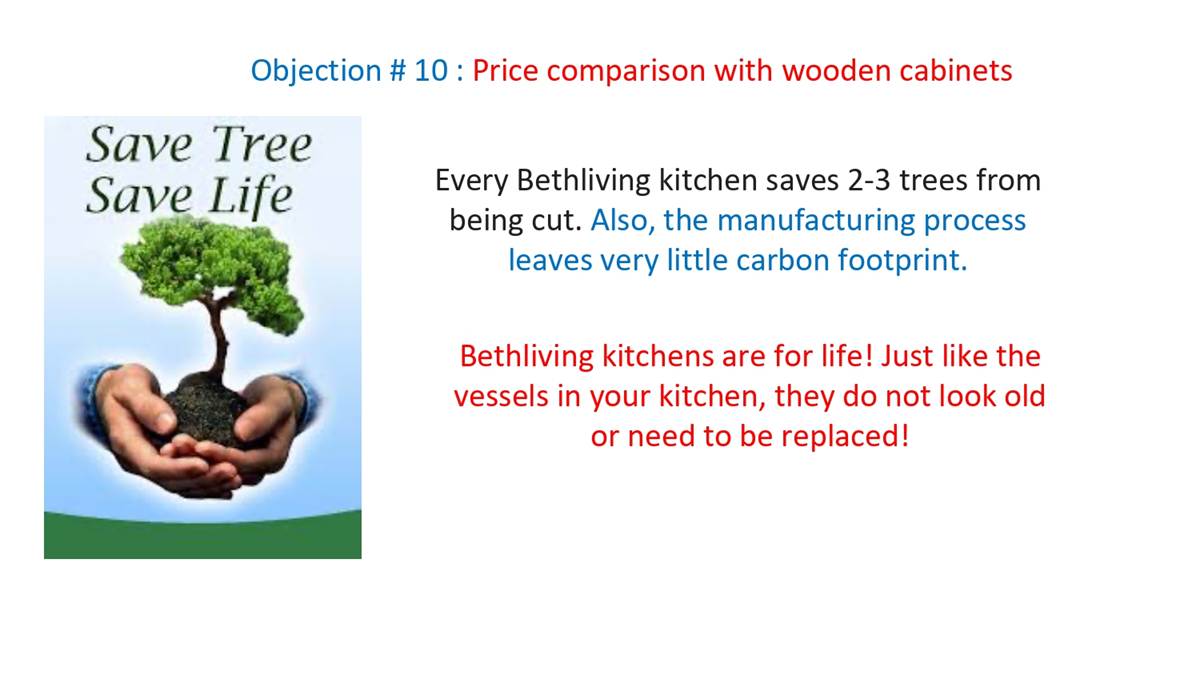 Objection # 10 : Price comparison with wooden cabinets
Save Tree
Save Life
Every Bethliving kitchen saves 2-3 trees from
being cut. Also, the manufacturing process
leaves very little carbon footprint.
Bethliving kitchens are for life! Just like the
vessels in your kitchen, they do not look old
or need to be replaced!